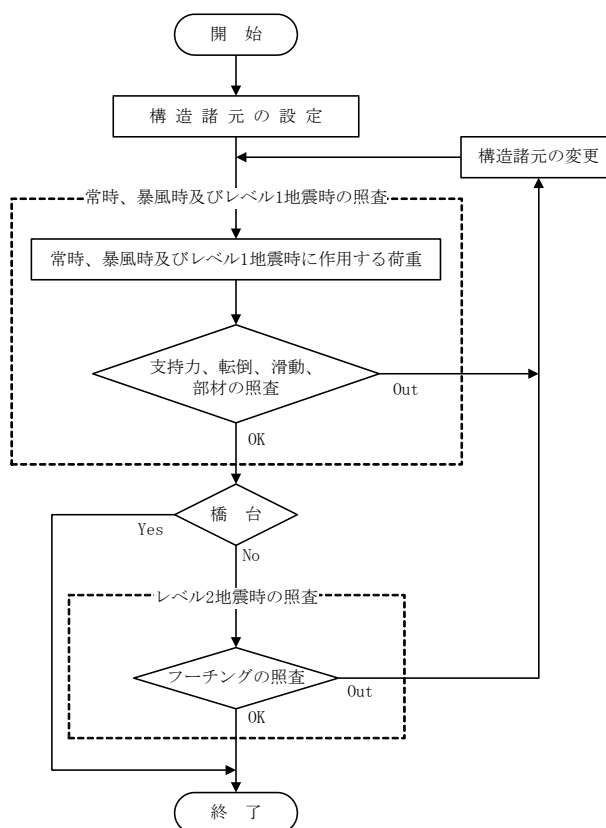 開　始
構 造 諸 元 の 設 定
構造諸元の変更
常時、暴風時及びレベル1地震時の照査
常時、暴風時及びレベル1地震時に作用する荷重
支持力、転倒、滑動、
部材の照査
Out
OK
橋　台
Yes
No
レベル2地震時の照査
フーチングの照査
Out
OK
終　了